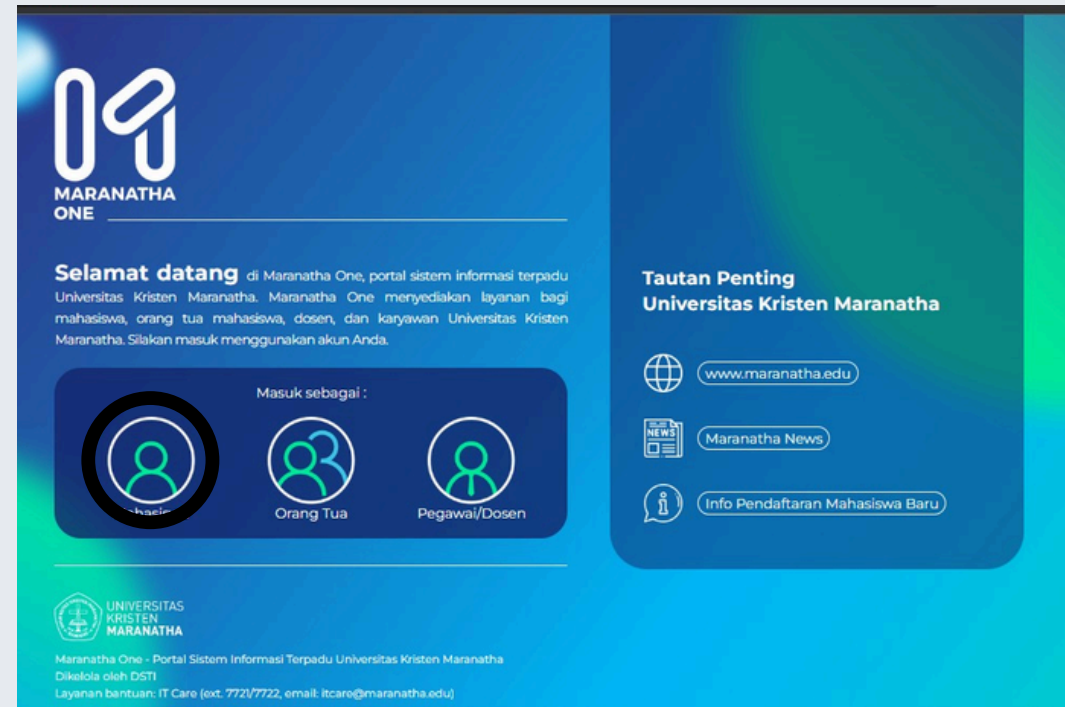 MARANATHA
ONE
Selamat datang di Maranatha One, portal sistem informasi terpadu
Universitas Kristen Maranatha. Maranatha One menyediakan layanan bagi
mahasiswa, orang tua mahasiswa, dosen, dan karyawan Universitas Kristen
Maranatha. Silakan masuk menggunakan akun Anda.
Masuk sebagai :
Orang Tua
Pegawai/Dosen
UNIVERSITAS
KRISTEN
MARANATHA
Maranatha One - Portal Sistem Informasi Terpadu Universitas Kristen Maranatha
Dikelola oleh DSTI
Layanan bantuan: IT Care (ext. 7721/7722, email: itcare@maranatha.edu)
Tautan Penting
Universitas Kristen Maranatha
www.maranatha.edu
NEWS
Maranatha News
Info Pendaftaran Mahasiswa Baru